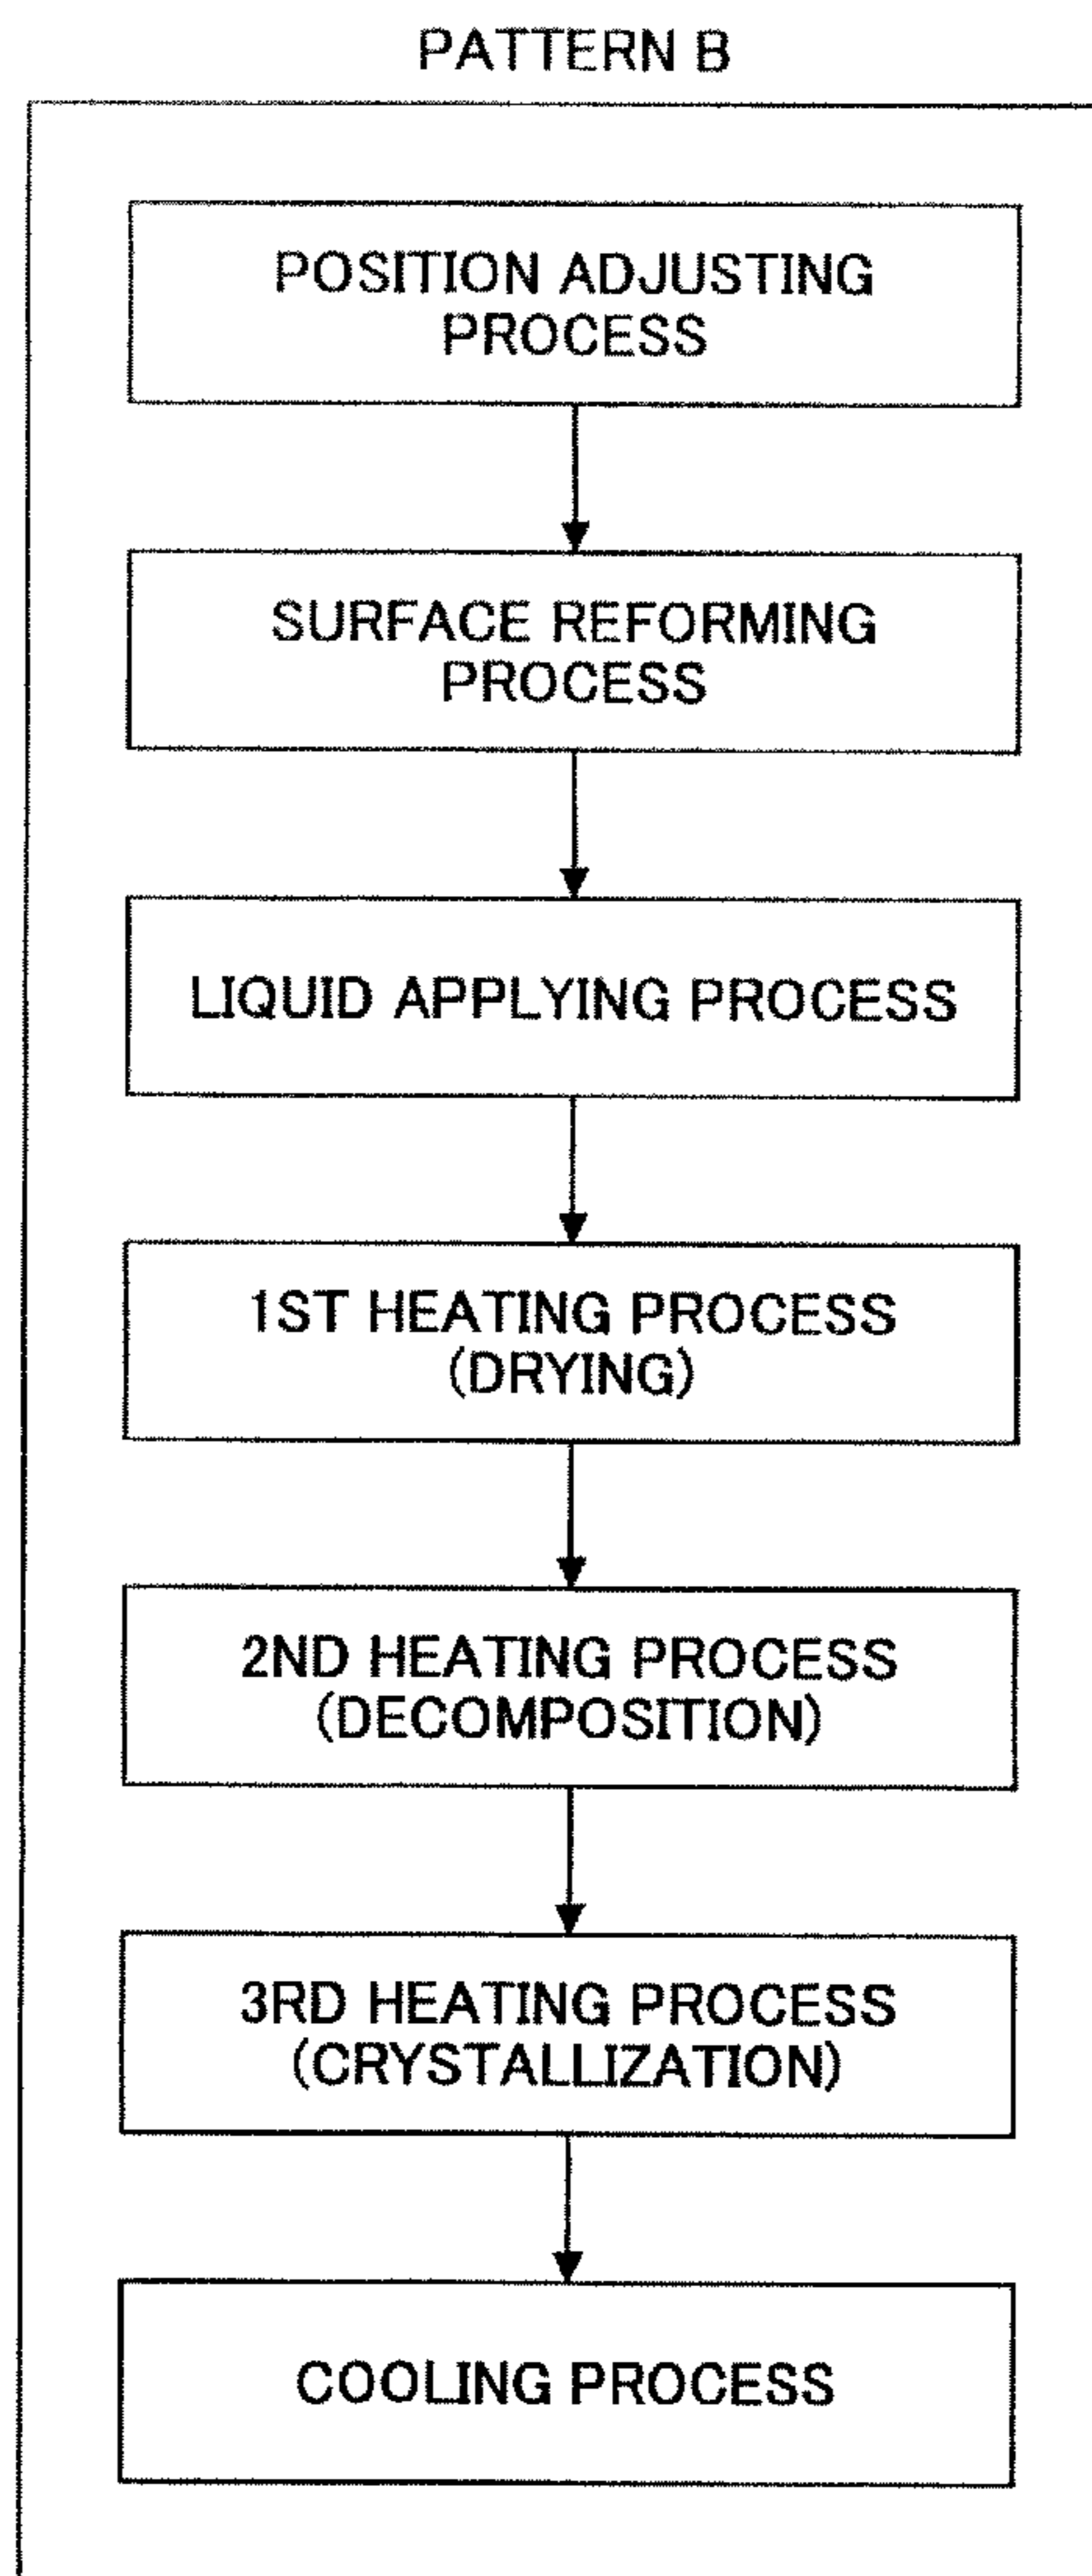 PATTERN B
POSITION ADJUSTING
PROCESS
SURFACE REFORMING
PROCESS
LIQUID APPLYING PROCESS
1ST HEATING PROCESS
(DRYING)
2ND HEATING PROCESS
(DECOMPOSITION)
3RD HEATING PROCESS
(CRYSTALLIZATION)
COOLING PROCESS